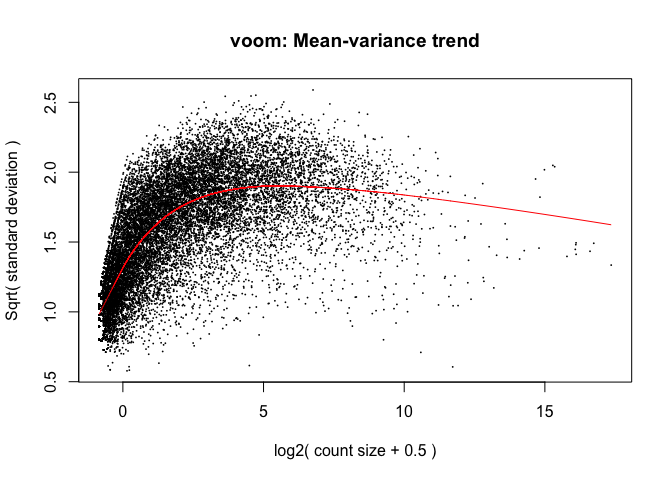 voom: Mean-variance trend
Sqrt( standard deviation )
2.5
2.0
1.5
1.0
0.5
0 5 10 15
log2( count size + 0.5 )